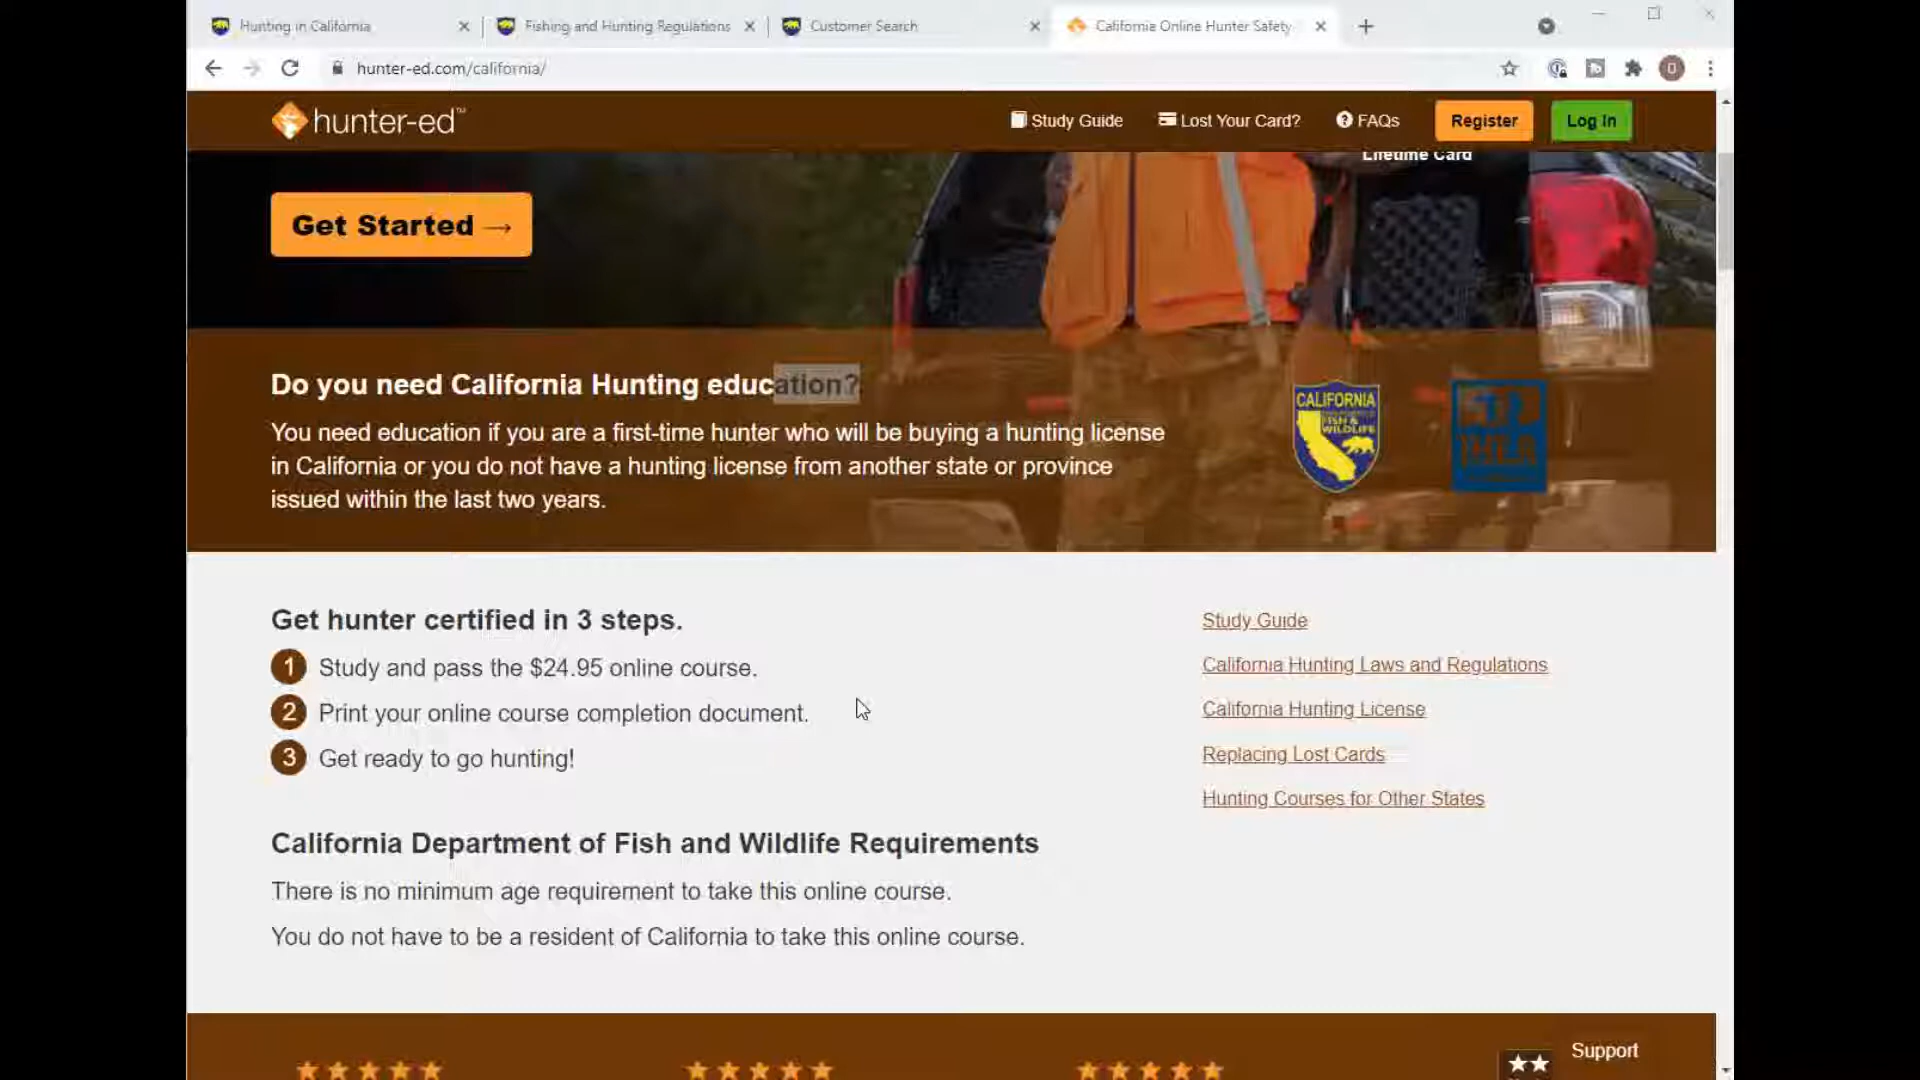 Hunting in California
Fishing and Hunting Regulations
Customer Search
California Online Hunter Safety
hunter-ed.com/california/
D
hunter-ed™
Study Guide
Lost Your Card?
? FAQs
Register
Log In
Lifetime Card
Get Started →
Do you need California Hunting education?
You need education if you are a first-time hunter who will be buying a hunting license
in California or you do not have a hunting license from another state or province
issued within the last two years.
CALIFORNIA
FISH &
WILDLIFE
Get hunter certified in 3 steps.
1 Study and pass the $24.95 online course.
2 Print your online course completion document.
3 Get ready to go hunting!
Study Guide
California Hunting Laws and Regulations
California Hunting License
Replacing Lost Cards
Hunting Courses for Other States
California Department of Fish and Wildlife Requirements
There is no minimum age requirement to take this online course.
You do not have to be a resident of California to take this online course.
Support